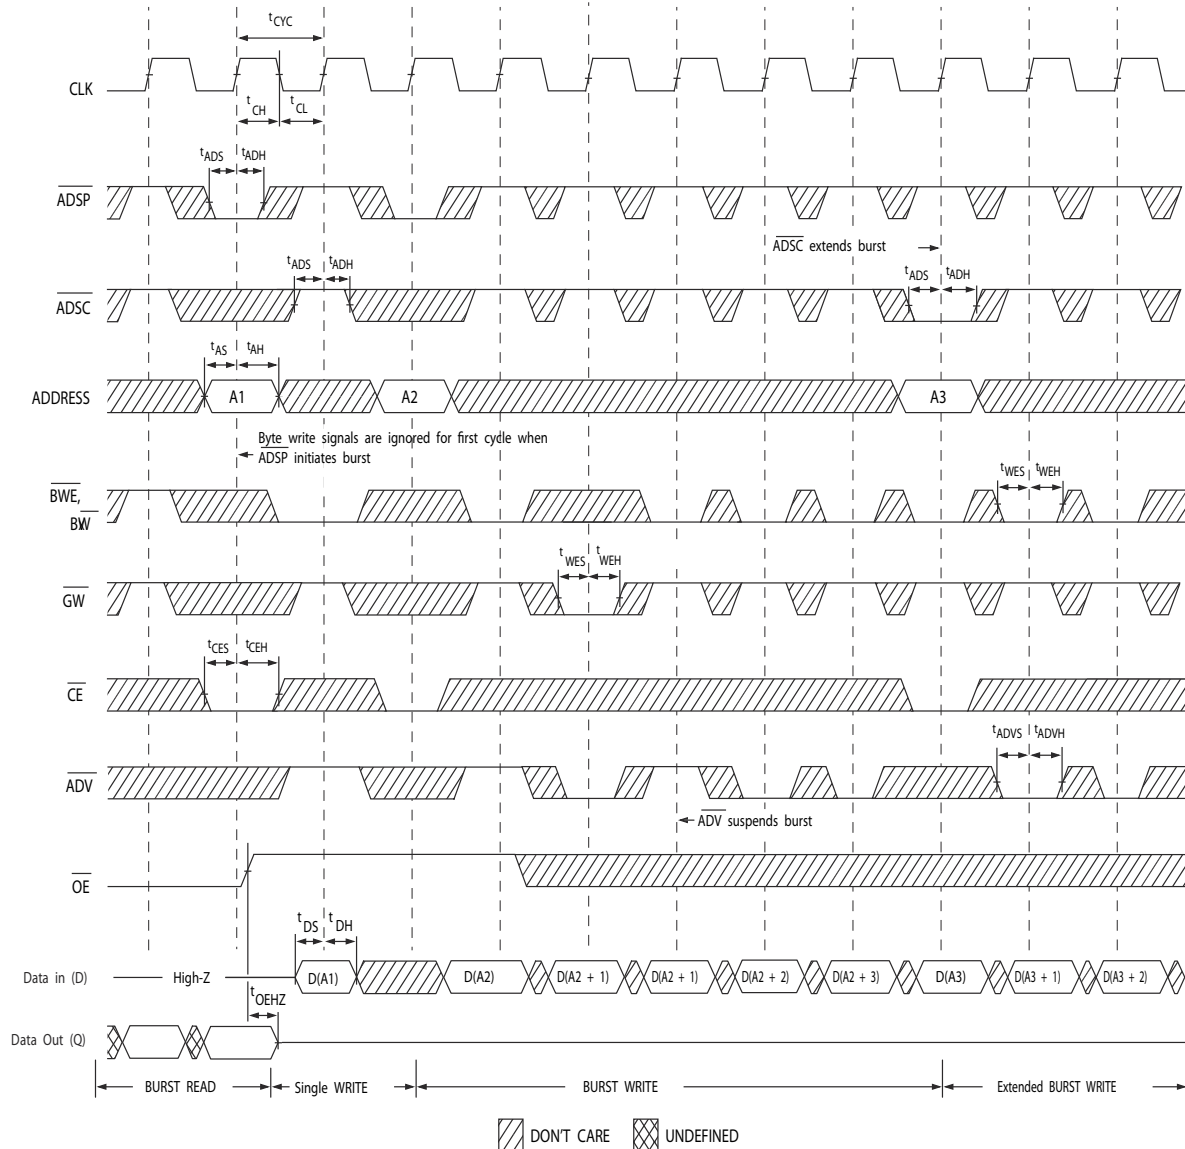 tCYC
CLK
tCH
tCL
tADS
tADH
ADSP
ADSC extends burst
tADS
tADH
tADS
tADH
ADSC
tAS
tAH
ADDRESS
A1
A2
A3
Byte write signals are ignored for first cycle when
ADSP initiates burst
tWES
tWEH
BWE,
BW
tWES
tWEH
GW
tCES
tCEH
CE
tADVS
tADVH
ADV
ADV suspends burst
OE
tDS
tDH
Data in (D)
High-Z
D(A1)
D(A2)
D(A2 + 1)
D(A2 + 1)
D(A2 + 2)
D(A2 + 3)
D(A3)
D(A3 + 1)
D(A3 + 2)
tOEHZ
Data Out (Q)
BURST READ
Single WRITE
BURST WRITE
Extended BURST WRITE
DON'T CARE
UNDEFINED